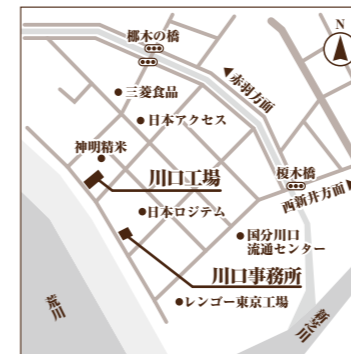 N
梛木の橋
◀赤羽方面
●三菱食品
●日本アクセス
神明精米
川口工場
榎木橋
西新井方面▶
●日本ロジテム
●国分川口
流通センター
川口事務所
荒川
●レンゴー東京工場
新芝川